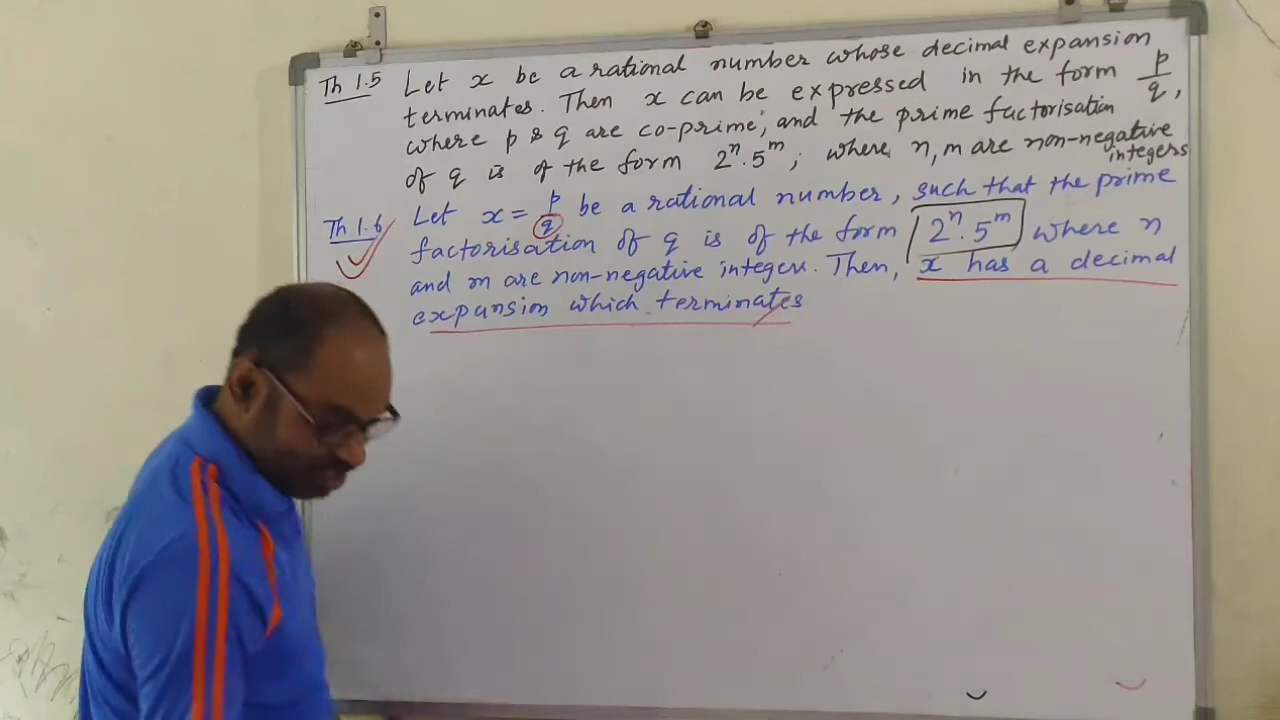 Th 1.5 Let x be a rational number whose decimal expansion
terminates. Then x can be expressed in the form p/q,
where p & q are co-prime, and the prime factorisation
of q is of the form 2ⁿ.5ᵐ, where n, m are non-negative integers
Th 1.6 Let x = p/q be a rational number, such that the prime
factorisation of q is of the form 2ⁿ.5ᵐ where n
and m are non-negative integers. Then, x has a decimal
expansion which terminates